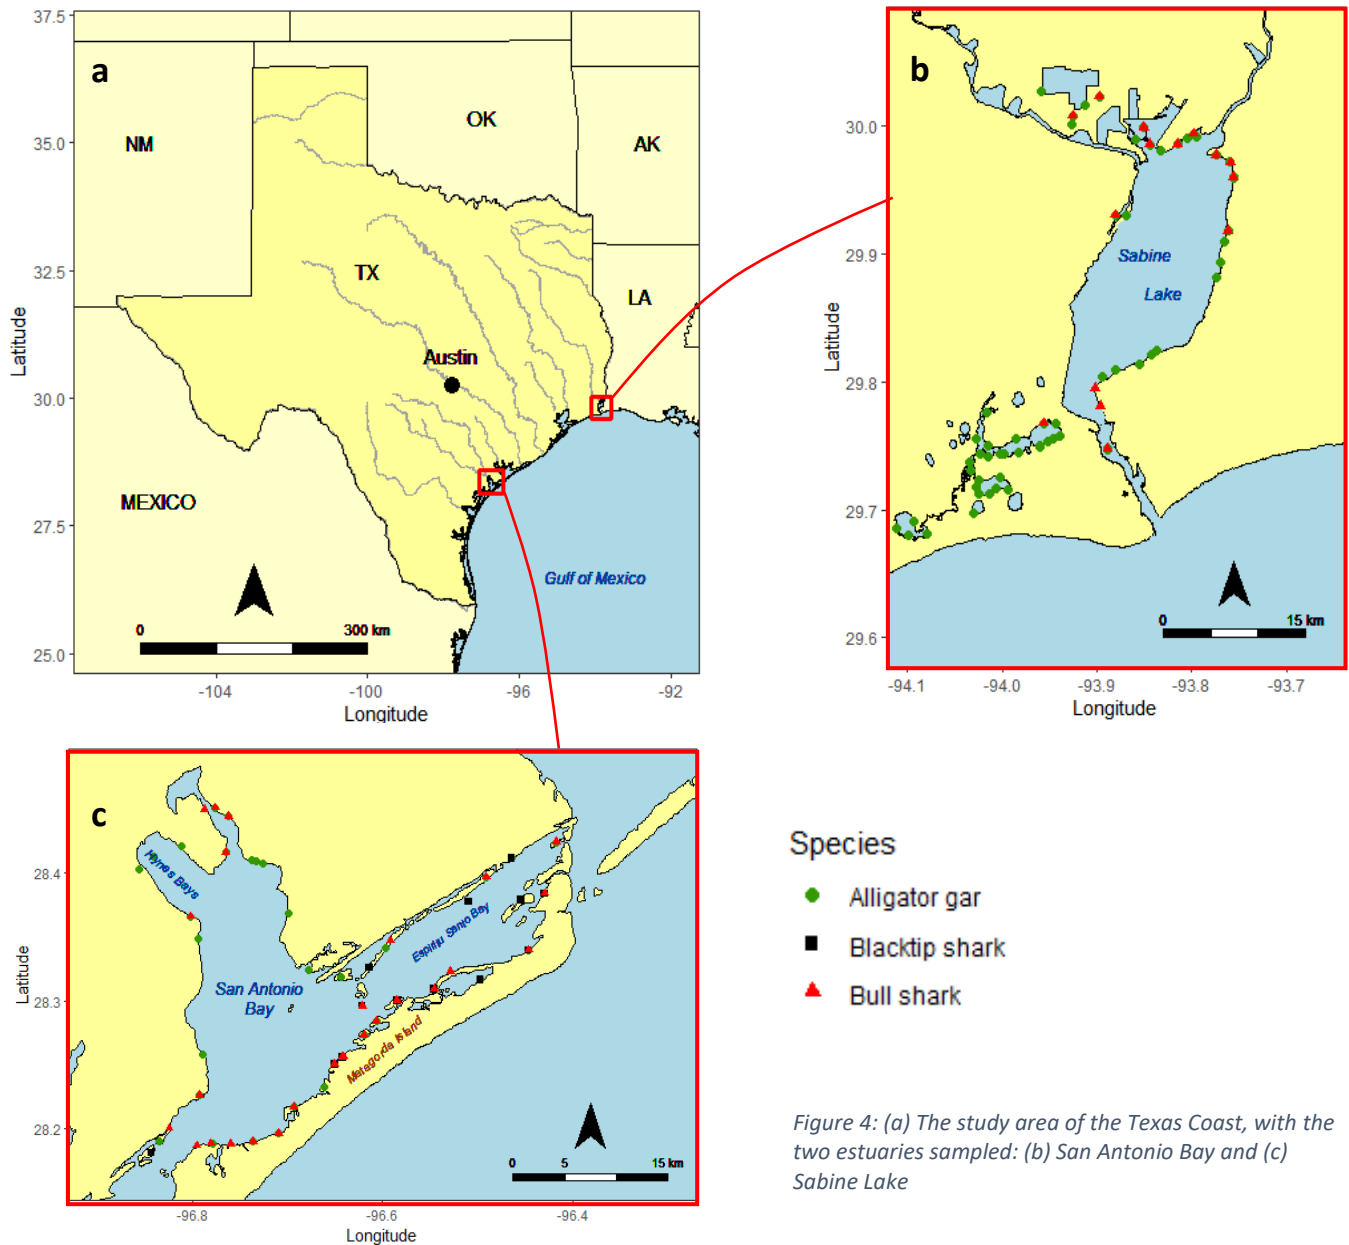 a
37.5
35.0
32.5
30.0
27.5
25.0
Latitude
NM
OK
AK
TX
LA
Austin
MEXICO
Gulf of Mexico
0 300 km
-104 -100 -96 -92
Longitude
b
30.0
29.9
29.8
29.7
29.6
Latitude
Sabine
Lake
0 15 km
-94.1 -94.0 -93.9 -93.8 -93.7
Longitude
c
28.4
28.3
28.2
Latitude
Hynes Bays
San Antonio
Bay
Espiritu Santo Bay
Matagorda Island
0 5 15 km
-96.8 -96.6 -96.4
Longitude
Species
Alligator gar
Blacktip shark
Bull shark
Figure 4: (a) The study area of the Texas Coast, with the
two estuaries sampled: (b) San Antonio Bay and (c)
Sabine Lake